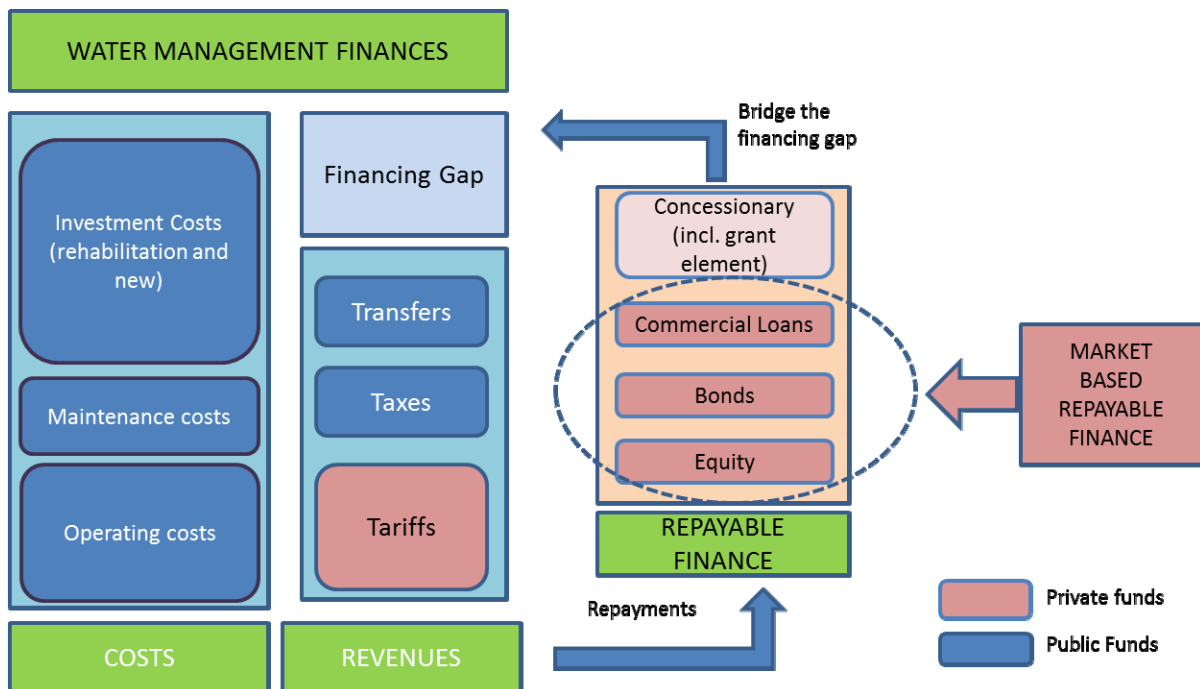 WATER MANAGEMENT FINANCES
Investment Costs
(rehabilitation and
new)
Maintenance costs
Operating costs
COSTS
Financing Gap
Transfers
Taxes
Tariffs
REVENUES
Bridge the
financing gap
Concessionary
(incl. grant
element)
Commercial Loans
Bonds
Equity
REPAYABLE
FINANCE
Repayments
MARKET
BASED
REPAYABLE
FINANCE
Private funds
Public Funds